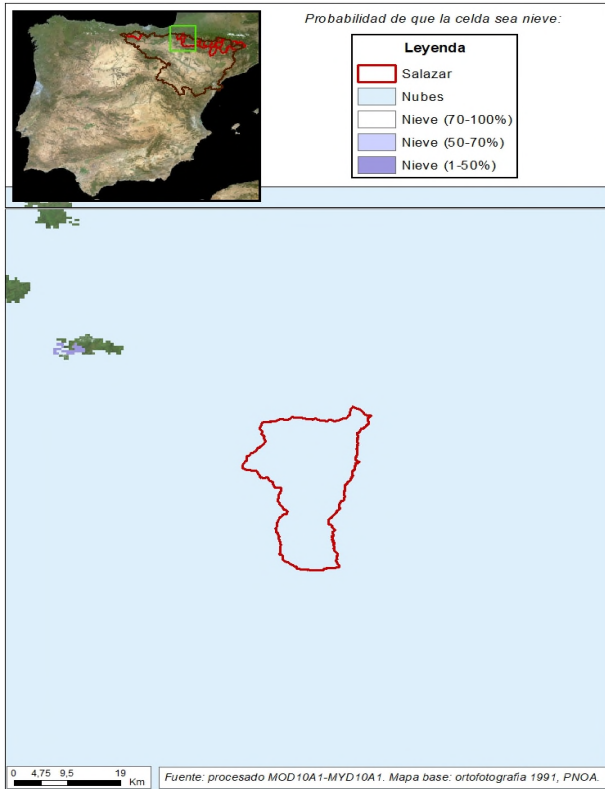 Probabilidad de que la celda sea nieve:
Leyenda
Salazar
Nubes
Nieve (70-100%)
Nieve (50-70%)
Nieve (1-50%)
0 4,75 9,5 19
Km
Fuente: procesado MOD10A1-MYD10A1. Mapa base: ortofotografia 1991, PNOA.